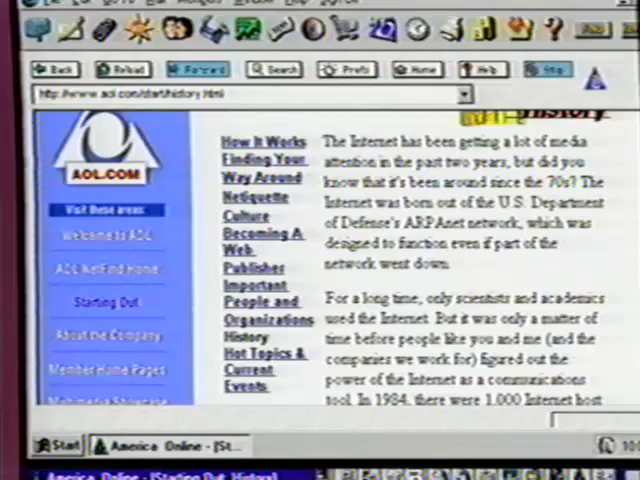 Back Reload Forward Search Prefs Home Help Stop
http://www.aol.com/start/history.html
History
AOL.COM
Visit these areas:
Welcome to AOL
AOL NetFind Home
Starting Out
About the Company
Member Home Pages
Multimedia Showcase
How It Works
Finding Your
Way Around
Netiquette
Culture
Becoming A
Web
Publisher
Important
People and
Organizations
History
Hot Topics &
Current
Events
The Internet has been getting a lot of media
attention in the past two years, but did you
know that it's been around since the 70s? The
Internet was born out of the U.S. Department
of Defense's ARPAnet network, which was
designed to function even if part of the
network went down.
For a long time, only scientists and academics
used the Internet. But it was only a matter of
time before people like you and me (and the
companies we work for) figured out the
power of the Internet as a communications
tool. In 1984, there were 1,000 Internet host
Start America Online - [St...
America Online - [Starting Out, History]